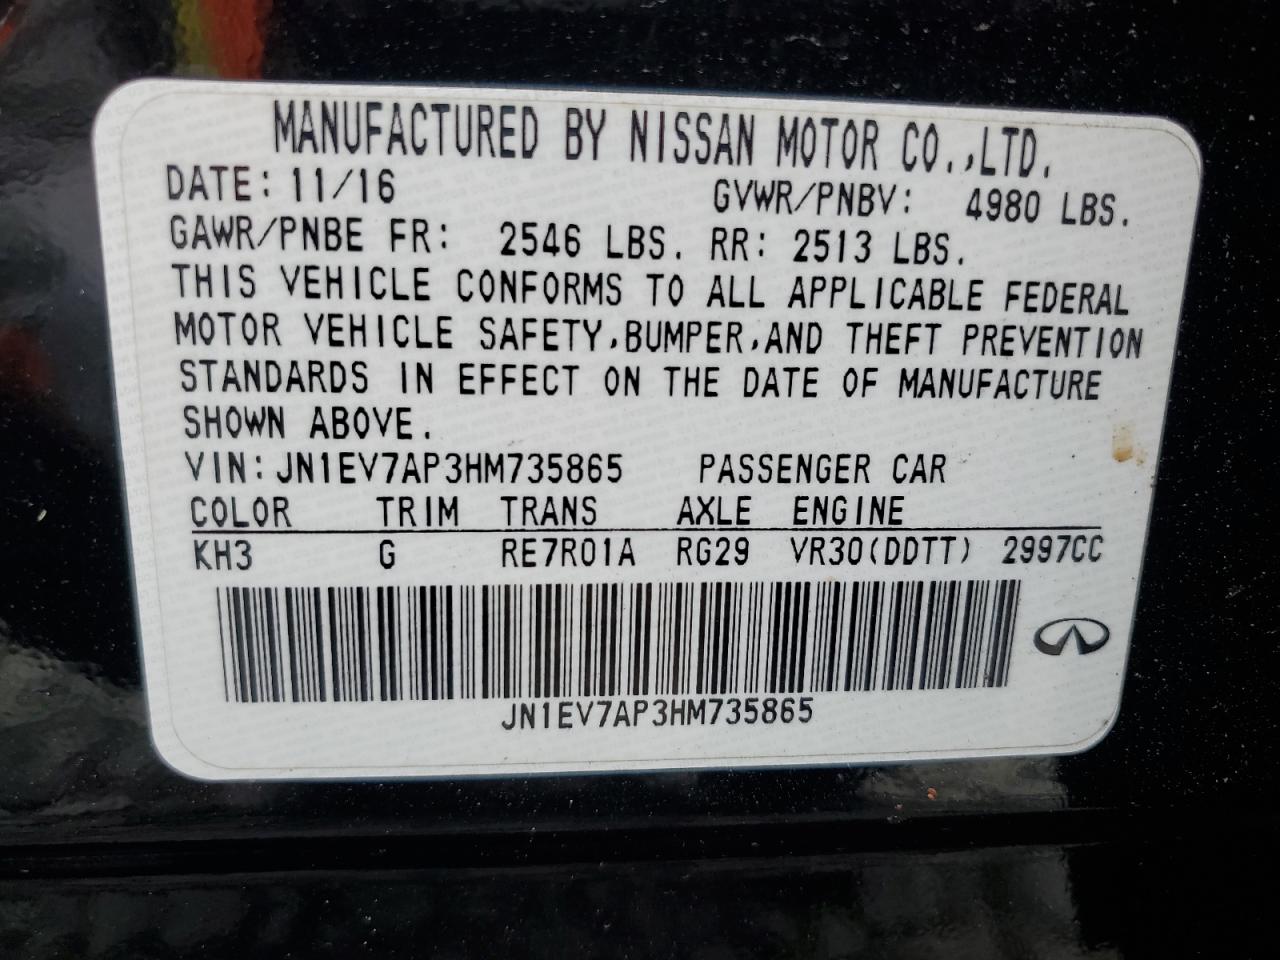 MANUFACTURED BY NISSAN MOTOR CO.,LTD.
DATE: 11/16 GVWR/PNBV: 4980 LBS.
GAWR/PNBE FR: 2546 LBS. RR: 2513 LBS.
THIS VEHICLE CONFORMS TO ALL APPLICABLE FEDERAL
MOTOR VEHICLE SAFETY,BUMPER,AND THEFT PREVENTION
STANDARDS IN EFFECT ON THE DATE OF MANUFACTURE
SHOWN ABOVE.
VIN: JN1EV7AP3HM735865 PASSENGER CAR
COLOR TRIM TRANS AXLE ENGINE
KH3 G RE7R01A RG29 VR30(DDTT) 2997CC
JN1EV7AP3HM735865